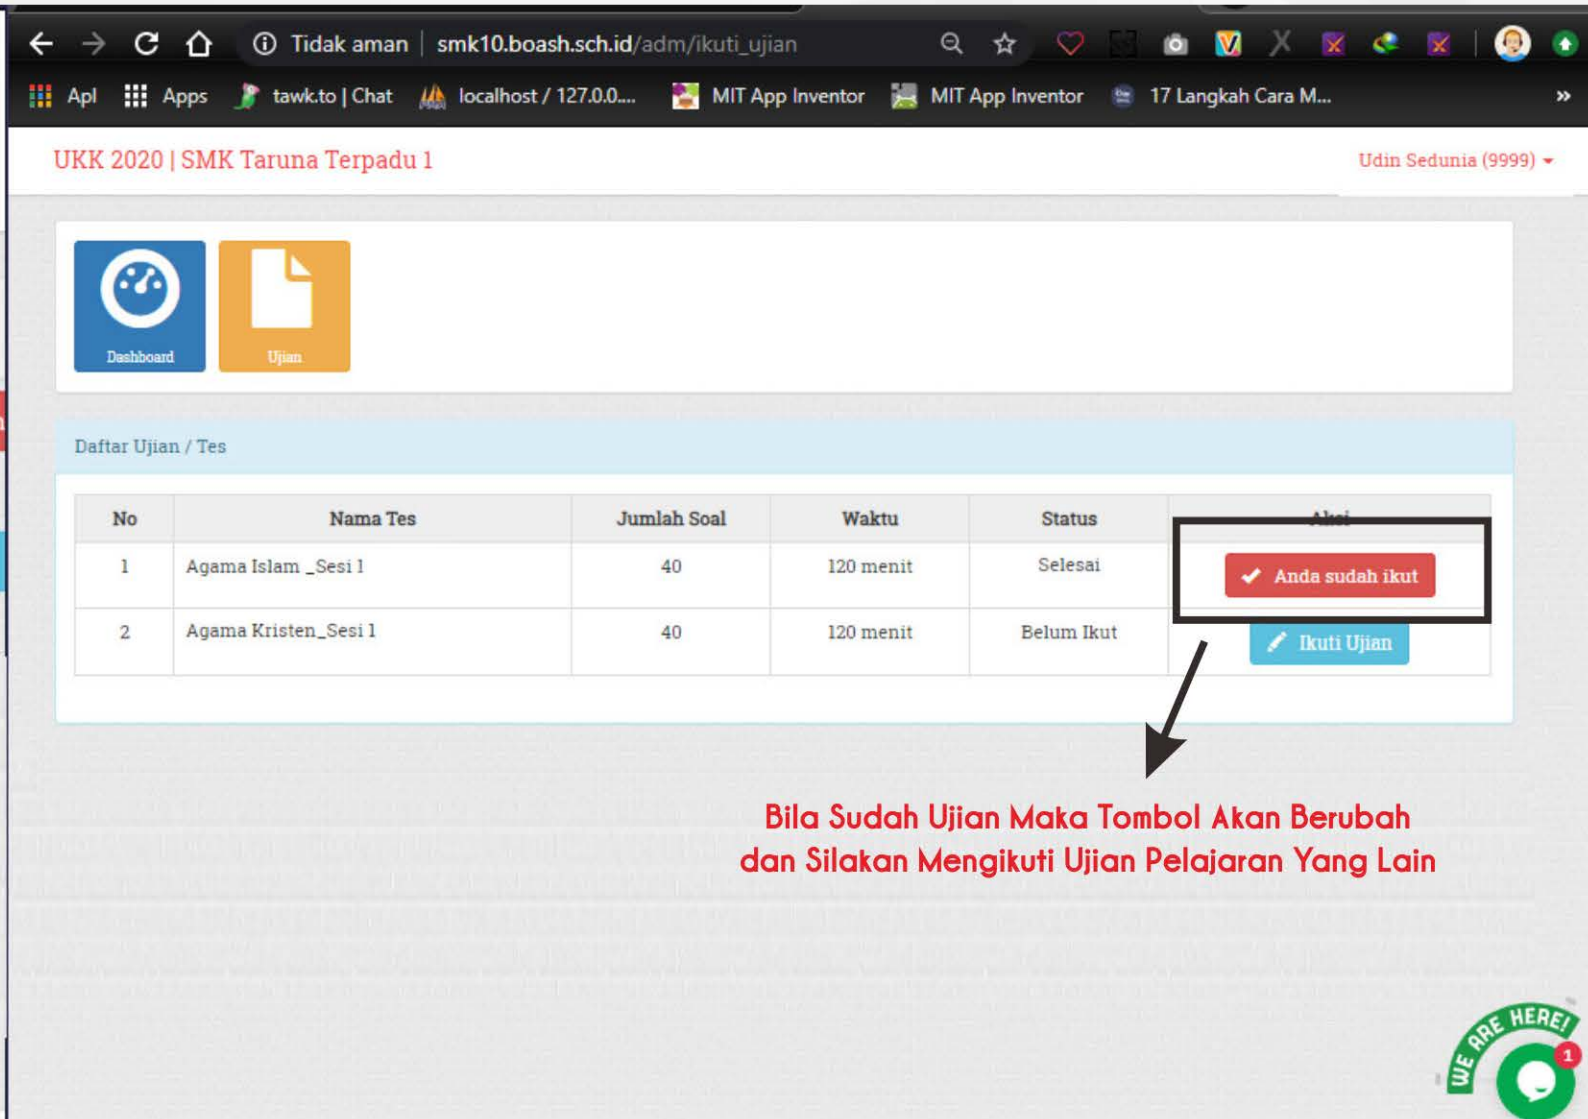 Tidak aman | smk10.boash.sch.id/adm/ikuti_ujian
Apl Apps tawk.to | Chat localhost / 127.0.0.... MIT App Inventor MIT App Inventor 17 Langkah Cara M... »
UKK 2020 | SMK Taruna Terpadu 1
Udin Sedunia (9999)
Dashboard Ujian
Daftar Ujian / Tes
No Nama Tes Jumlah Soal Waktu Status Aksi
1 Agama Islam _Sesi 1 40 120 menit Selesai Anda sudah ikut
2 Agama Kristen_Sesi 1 40 120 menit Belum Ikut Ikuti Ujian
Bila Sudah Ujian Maka Tombol Akan Berubah
dan Silakan Mengikuti Ujian Pelajaran Yang Lain
WE ARE HERE!
1